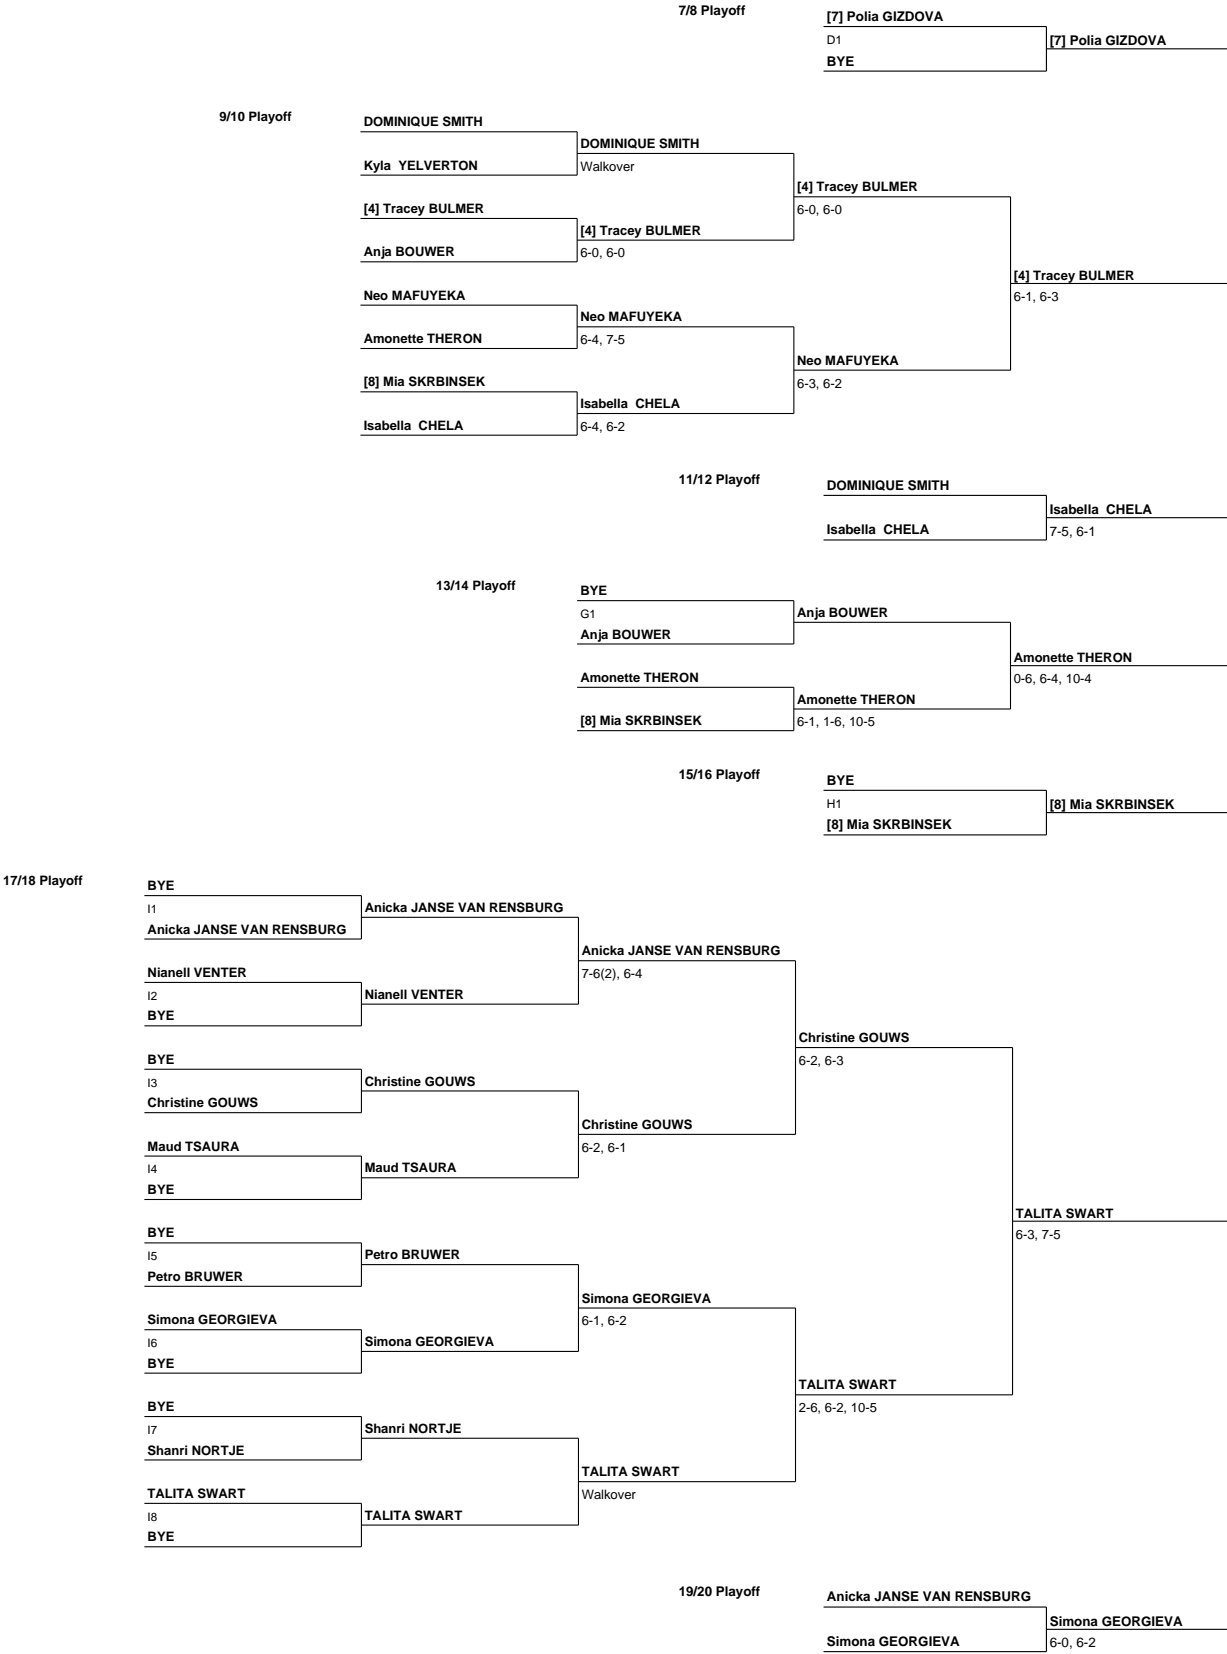 7/8 Playoff
[7] Polia GIZDOVA
D1
[7] Polia GIZDOVA
BYE
9/10 Playoff
DOMINIQUE SMITH
DOMINIQUE SMITH
Kyla  YELVERTON
Walkover
[4] Tracey BULMER
6-0, 6-0
[4] Tracey BULMER
[4] Tracey BULMER
Anja BOUWER
6-0, 6-0
[4] Tracey BULMER
6-1, 6-3
Neo MAFUYEKA
Neo MAFUYEKA
Amonette THERON
6-4, 7-5
Neo MAFUYEKA
6-3, 6-2
[8] Mia SKRBINSEK
Isabella  CHELA
Isabella  CHELA
6-4, 6-2
11/12 Playoff
DOMINIQUE SMITH
Isabella  CHELA
Isabella  CHELA
7-5, 6-1
13/14 Playoff
BYE
G1
Anja BOUWER
Anja BOUWER
Amonette THERON
0-6, 6-4, 10-4
Amonette THERON
Amonette THERON
[8] Mia SKRBINSEK
6-1, 1-6, 10-5
15/16 Playoff
BYE
H1
[8] Mia SKRBINSEK
[8] Mia SKRBINSEK
17/18 Playoff
BYE
I1
Anicka JANSE VAN RENSBURG
Anicka JANSE VAN RENSBURG
Anicka JANSE VAN RENSBURG
7-6(2), 6-4
Nianell VENTER
I2
Nianell VENTER
BYE
Christine GOUWS
6-2, 6-3
BYE
I3
Christine GOUWS
Christine GOUWS
Christine GOUWS
6-2, 6-1
Maud TSAURA
I4
Maud TSAURA
BYE
TALITA SWART
6-3, 7-5
BYE
I5
Petro BRUWER
Petro BRUWER
Simona GEORGIEVA
6-1, 6-2
Simona GEORGIEVA
I6
Simona GEORGIEVA
BYE
TALITA SWART
2-6, 6-2, 10-5
BYE
I7
Shanri NORTJE
Shanri NORTJE
TALITA SWART
Walkover
TALITA SWART
I8
TALITA SWART
BYE
19/20 Playoff
Anicka JANSE VAN RENSBURG
Simona GEORGIEVA
Simona GEORGIEVA
6-0, 6-2